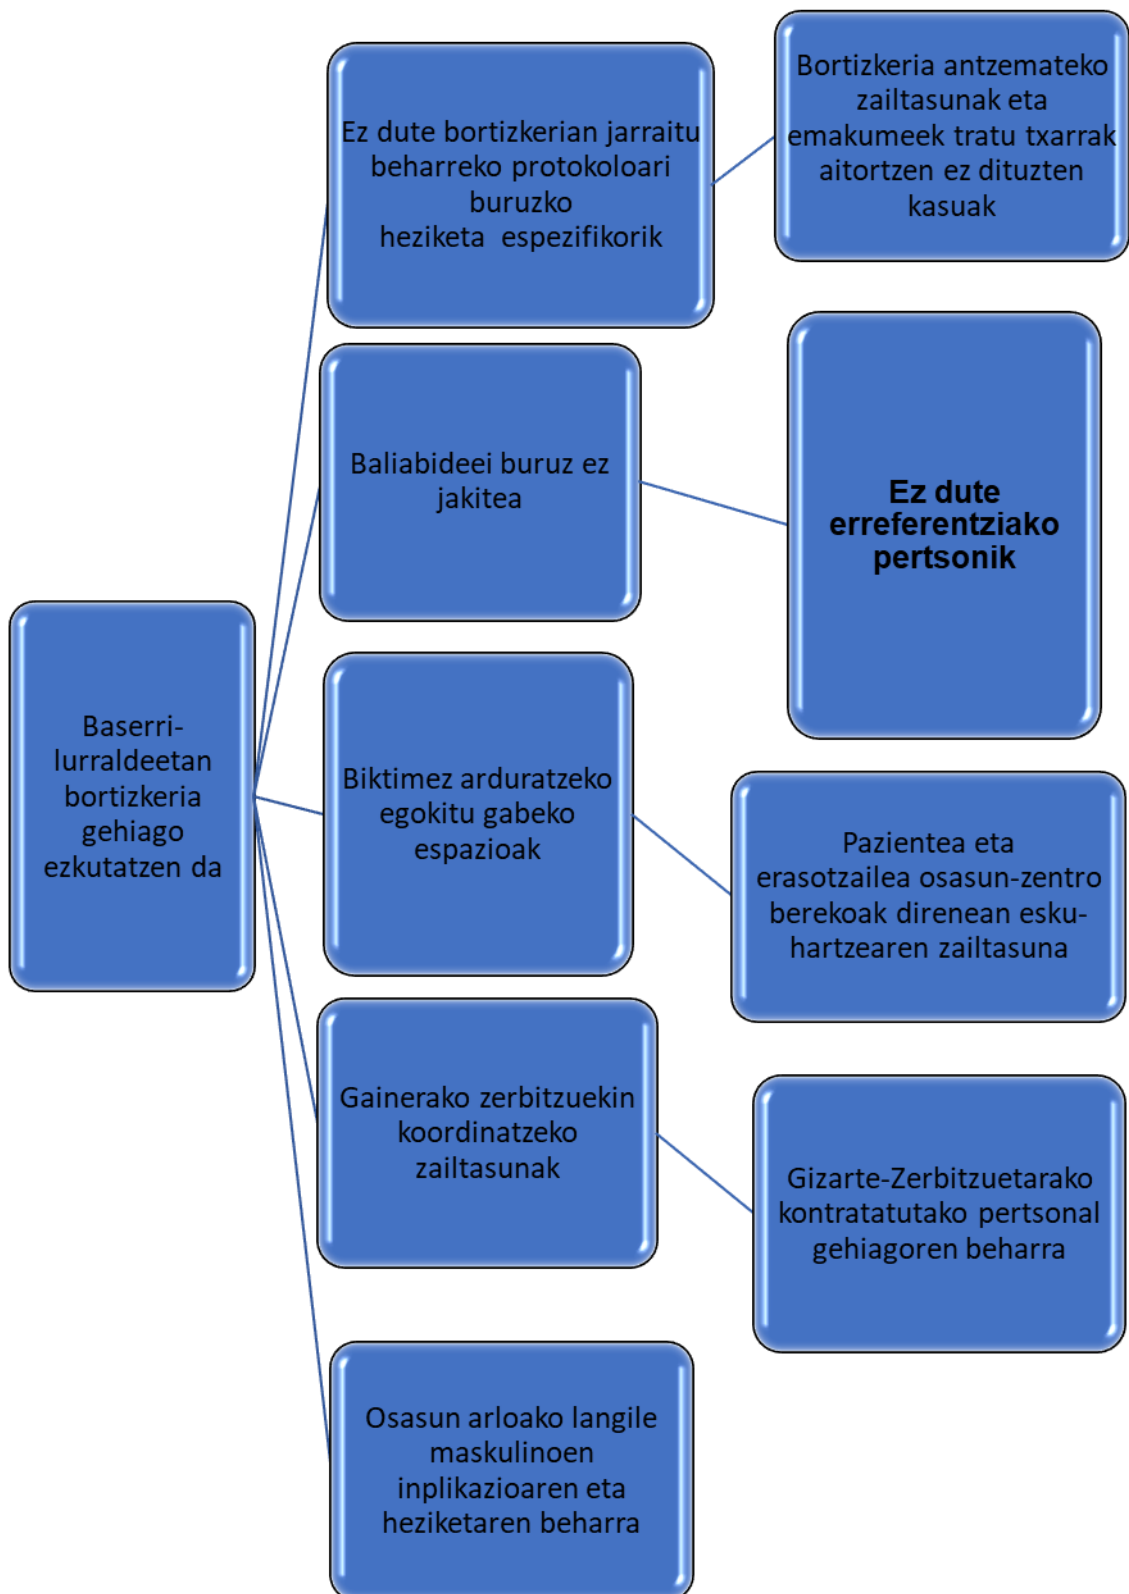 Baserri-
lurraldeetan
bortizkeria
gehiago
ezkutatzen da
Ez dute bortizkerian jarraitu
beharreko protokoloari
buruzko
heziketa espezifikorik
Bortizkeria antzemateko
zailtasunak eta
emakumeek tratu txarrak
aitortzen ez dituzten
kasuak
Baliabideei buruz ez
jakitea
Ez dute
erreferentziako
pertsonik
Biktimez arduratzeko
egokitu gabeko
espazioak
Pazientea eta
erasotzailea osasun-zentro
berekoak direnean esku-
hartzearen zailtasuna
Gainerako zerbitzuekin
koordinatzeko
zailtasunak
Gizarte-Zerbitzuetarako
kontratatutako pertsonal
gehiagoren beharra
Osasun arloako langile
maskulinoen
inplikazioaren eta
heziketaren beharra